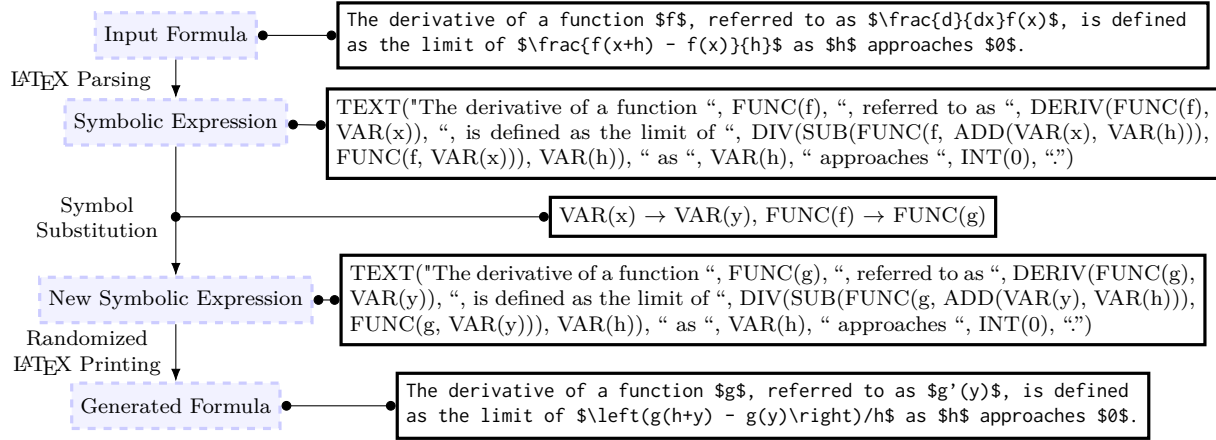 Input Formula
The derivative of a function $f$, referred to as $\frac{d}{dx}f(x)$, is defined
as the limit of $\frac{f(x+h) - f(x)}{h}$ as $h$ approaches $0$.
LATEX Parsing
Symbolic Expression
TEXT("The derivative of a function “, FUNC(f), “, referred to as “, DERIV(FUNC(f),
VAR(x)), “, is defined as the limit of “, DIV(SUB(FUNC(f, ADD(VAR(x), VAR(h))),
FUNC(f, VAR(x))), VAR(h)), “ as “, VAR(h), “ approaches “, INT(0), “.”)
Symbol
Substitution
VAR(x) → VAR(y), FUNC(f) → FUNC(g)
New Symbolic Expression
TEXT("The derivative of a function “, FUNC(g), “, referred to as “, DERIV(FUNC(g),
VAR(y)), “, is defined as the limit of “, DIV(SUB(FUNC(g, ADD(VAR(y), VAR(h))),
FUNC(g, VAR(y))), VAR(h)), “ as “, VAR(h), “ approaches “, INT(0), “.”)
Randomized
LATEX Printing
Generated Formula
The derivative of a function $g$, referred to as $g’(y)$, is defined
as the limit of $\left(g(h+y) - g(y)\right)/h$ as $h$ approaches $0$.